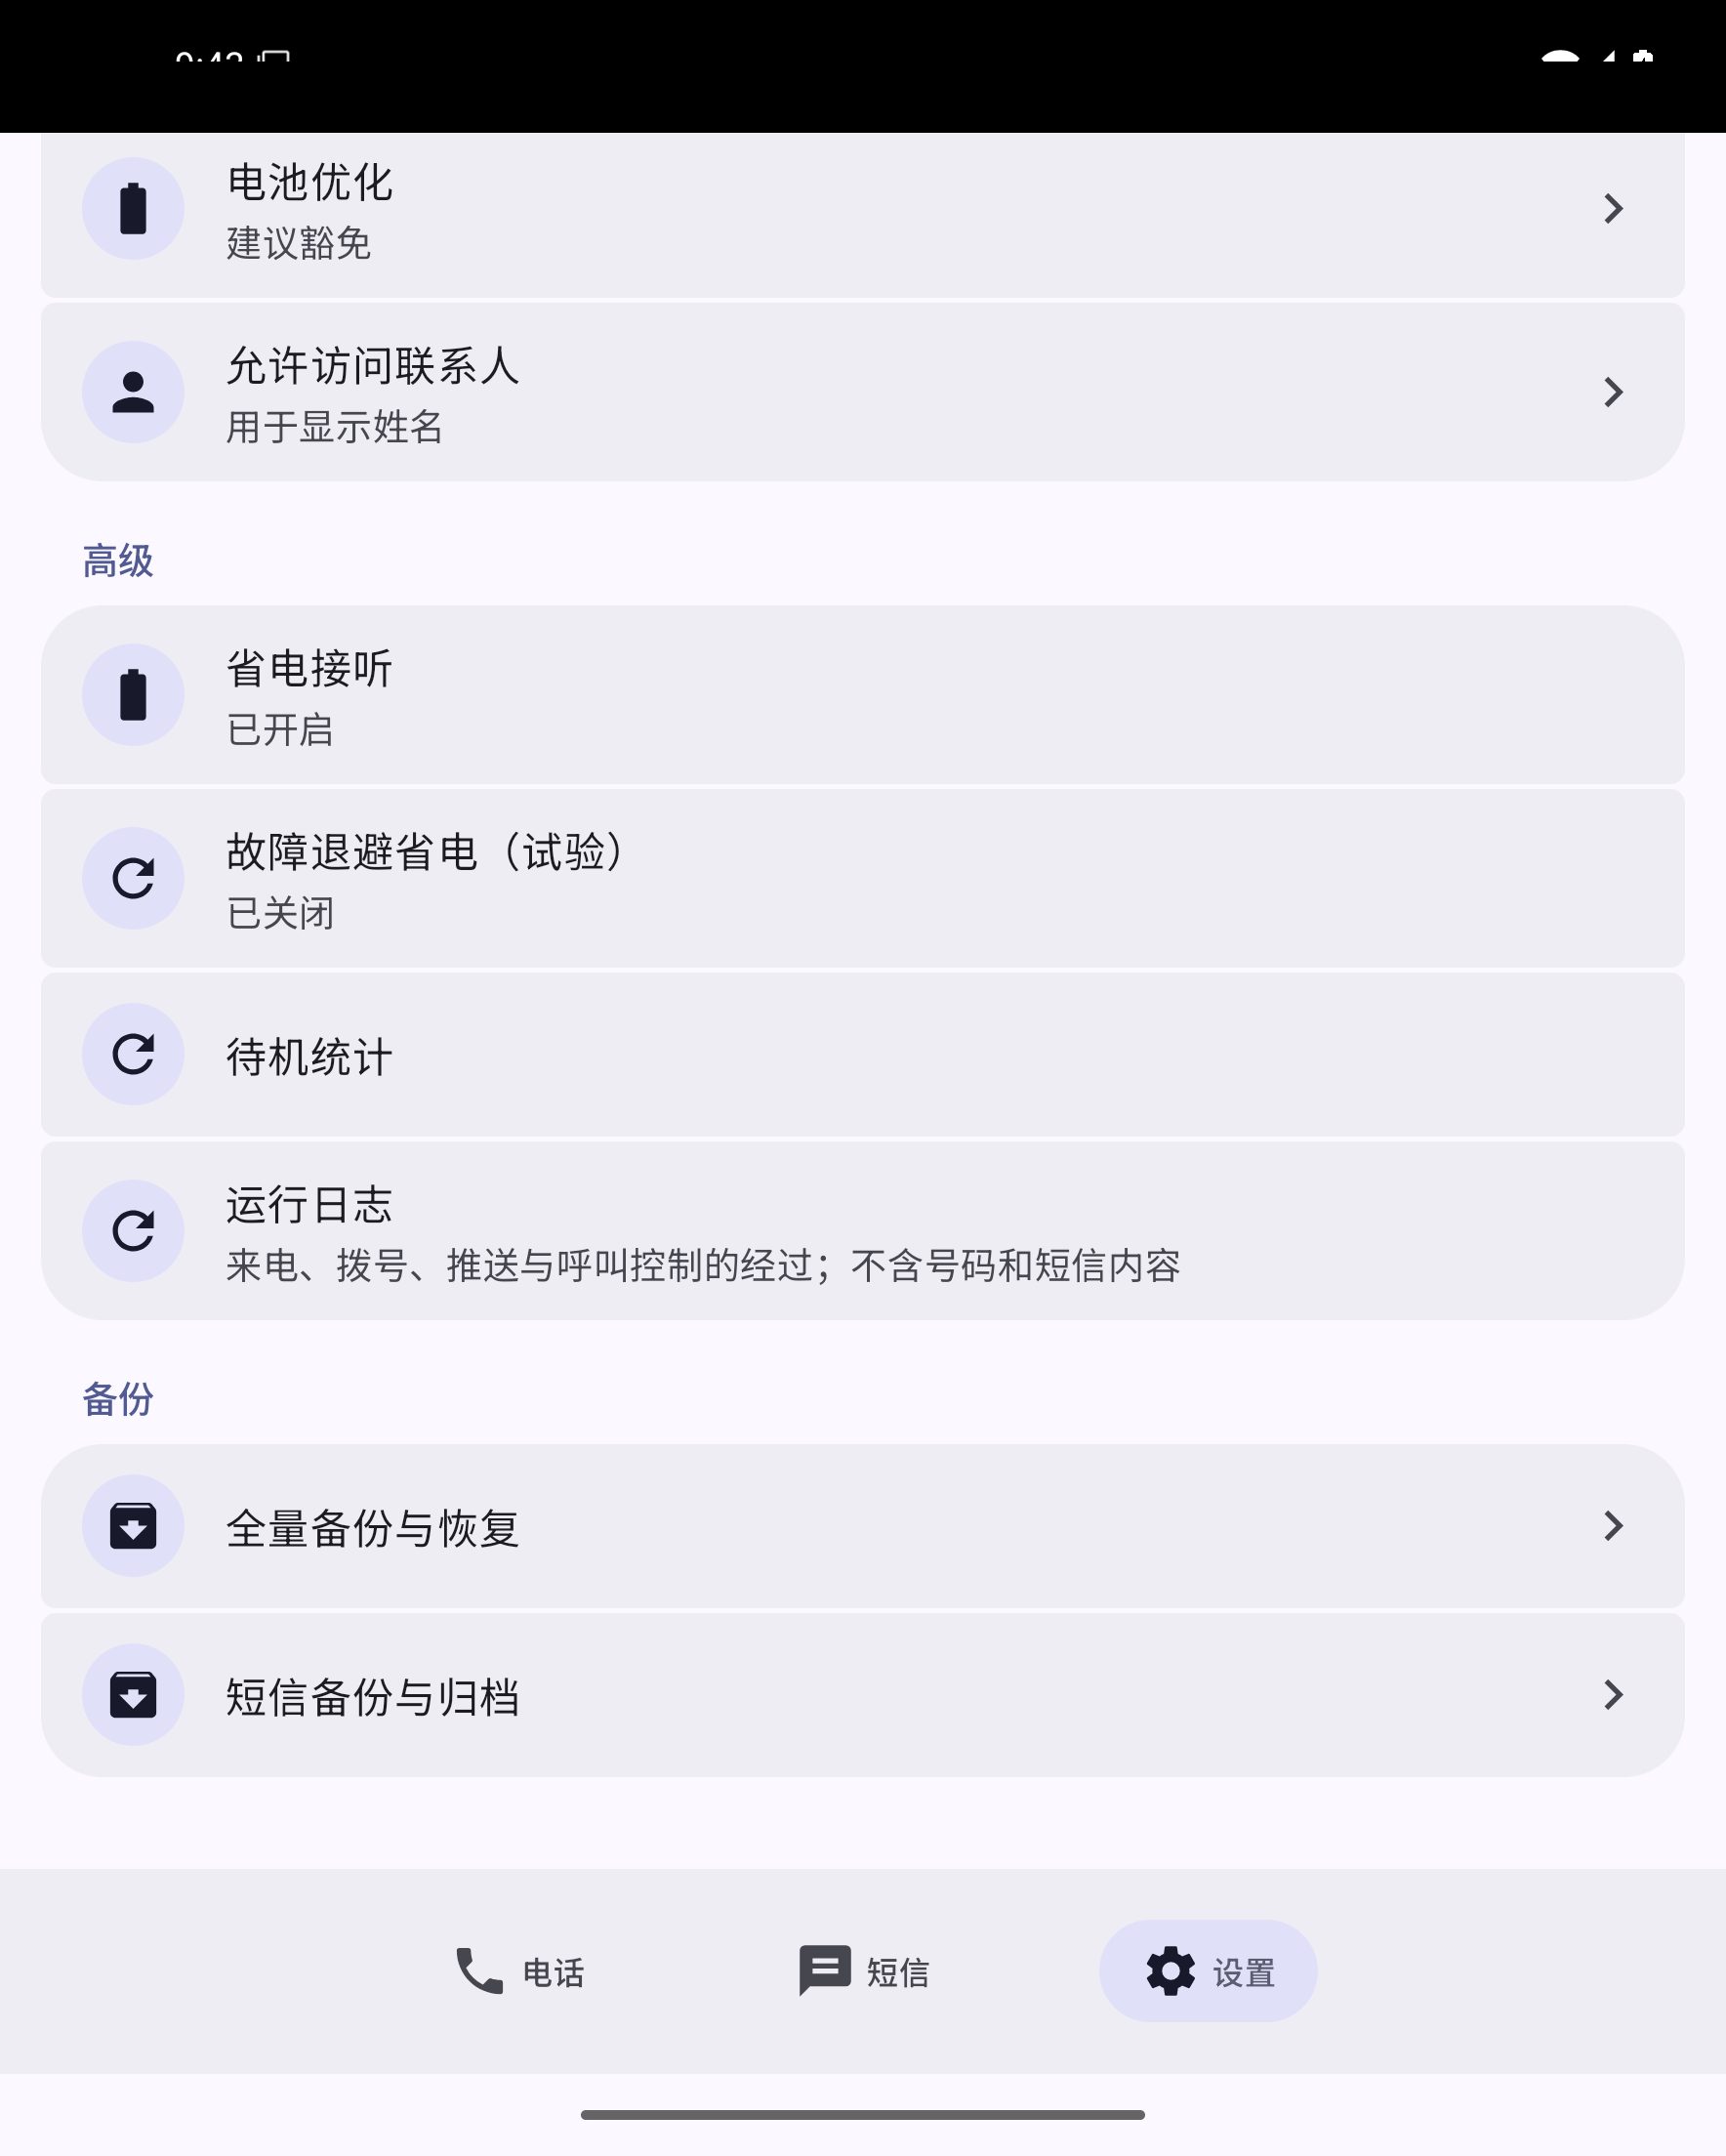 电池优化
建议豁免
允许访问联系人
用于显示姓名
高级
省电接听
已开启
故障退避省电（试验）
已关闭
待机统计
运行日志
来电、拨号、推送与呼叫控制的经过；不含号码和短信内容
备份
全量备份与恢复
短信备份与归档
电话
短信
设置